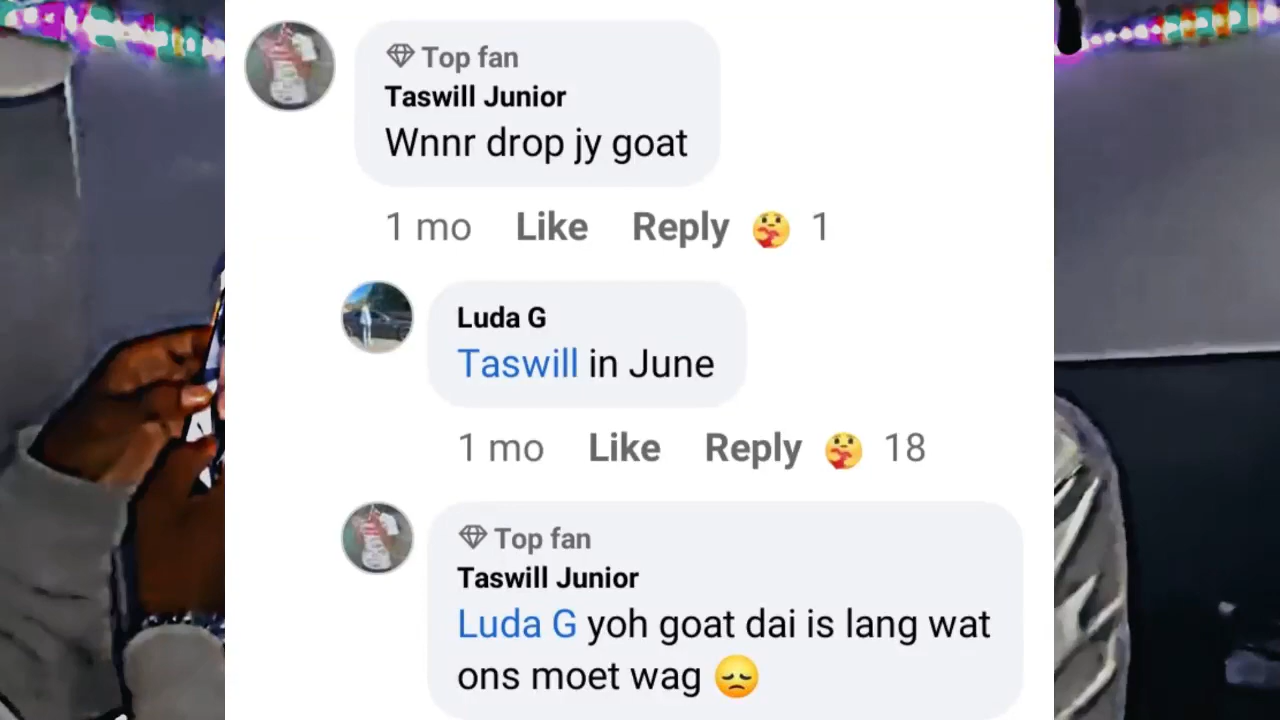 Top fan
Taswill Junior
Wnnr drop jy goat
1 mo Like Reply 1
Luda G
Taswill in June
1 mo Like Reply 18
Top fan
Taswill Junior
Luda G yoh goat dai is lang wat
ons moet wag 😞